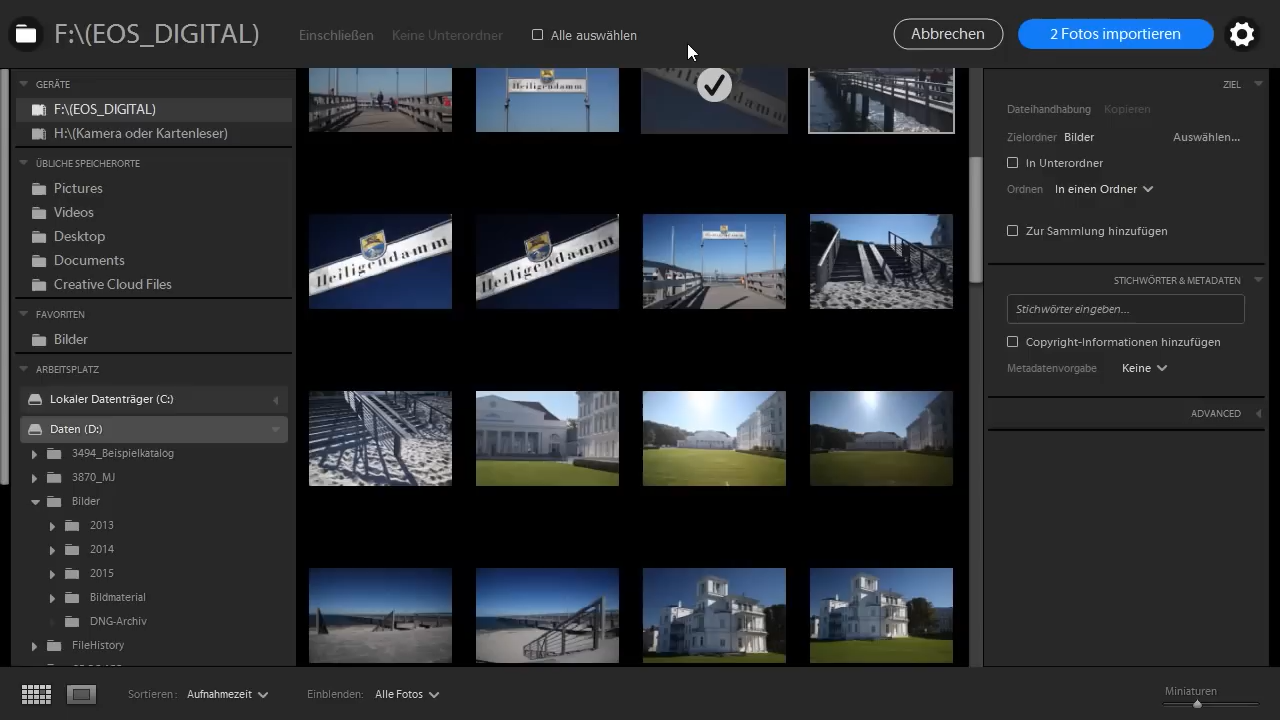 F:\(EOS_DIGITAL)
Einschließen
Keine Unterordner
Alle auswählen
Abbrechen
2 Fotos importieren
GERÄTE
F:\(EOS_DIGITAL)
H:\(Kamera oder Kartenleser)
ÜBLICHE SPEICHERORTE
Pictures
Videos
Desktop
Documents
Creative Cloud Files
FAVORITEN
Bilder
ARBEITSPLATZ
Lokaler Datenträger (C:)
Daten (D:)
3494_Beispielkatalog
3870_MJ
Bilder
2013
2014
2015
Bildmaterial
DNG-Archiv
FileHistory
Heiligendamm
Heiligendamm
Heiligendamm
ZIEL
Dateihandhabung Kopieren
Zielordner Bilder Auswählen...
In Unterordner
Ordnen In einen Ordner
Zur Sammlung hinzufügen
STICHWÖRTER & METADATEN
Stichwörter eingeben...
Copyright-Informationen hinzufügen
Metadatenvorgabe Keine
ADVANCED
Sortieren: Aufnahmezeit
Einblenden: Alle Fotos
Miniaturen